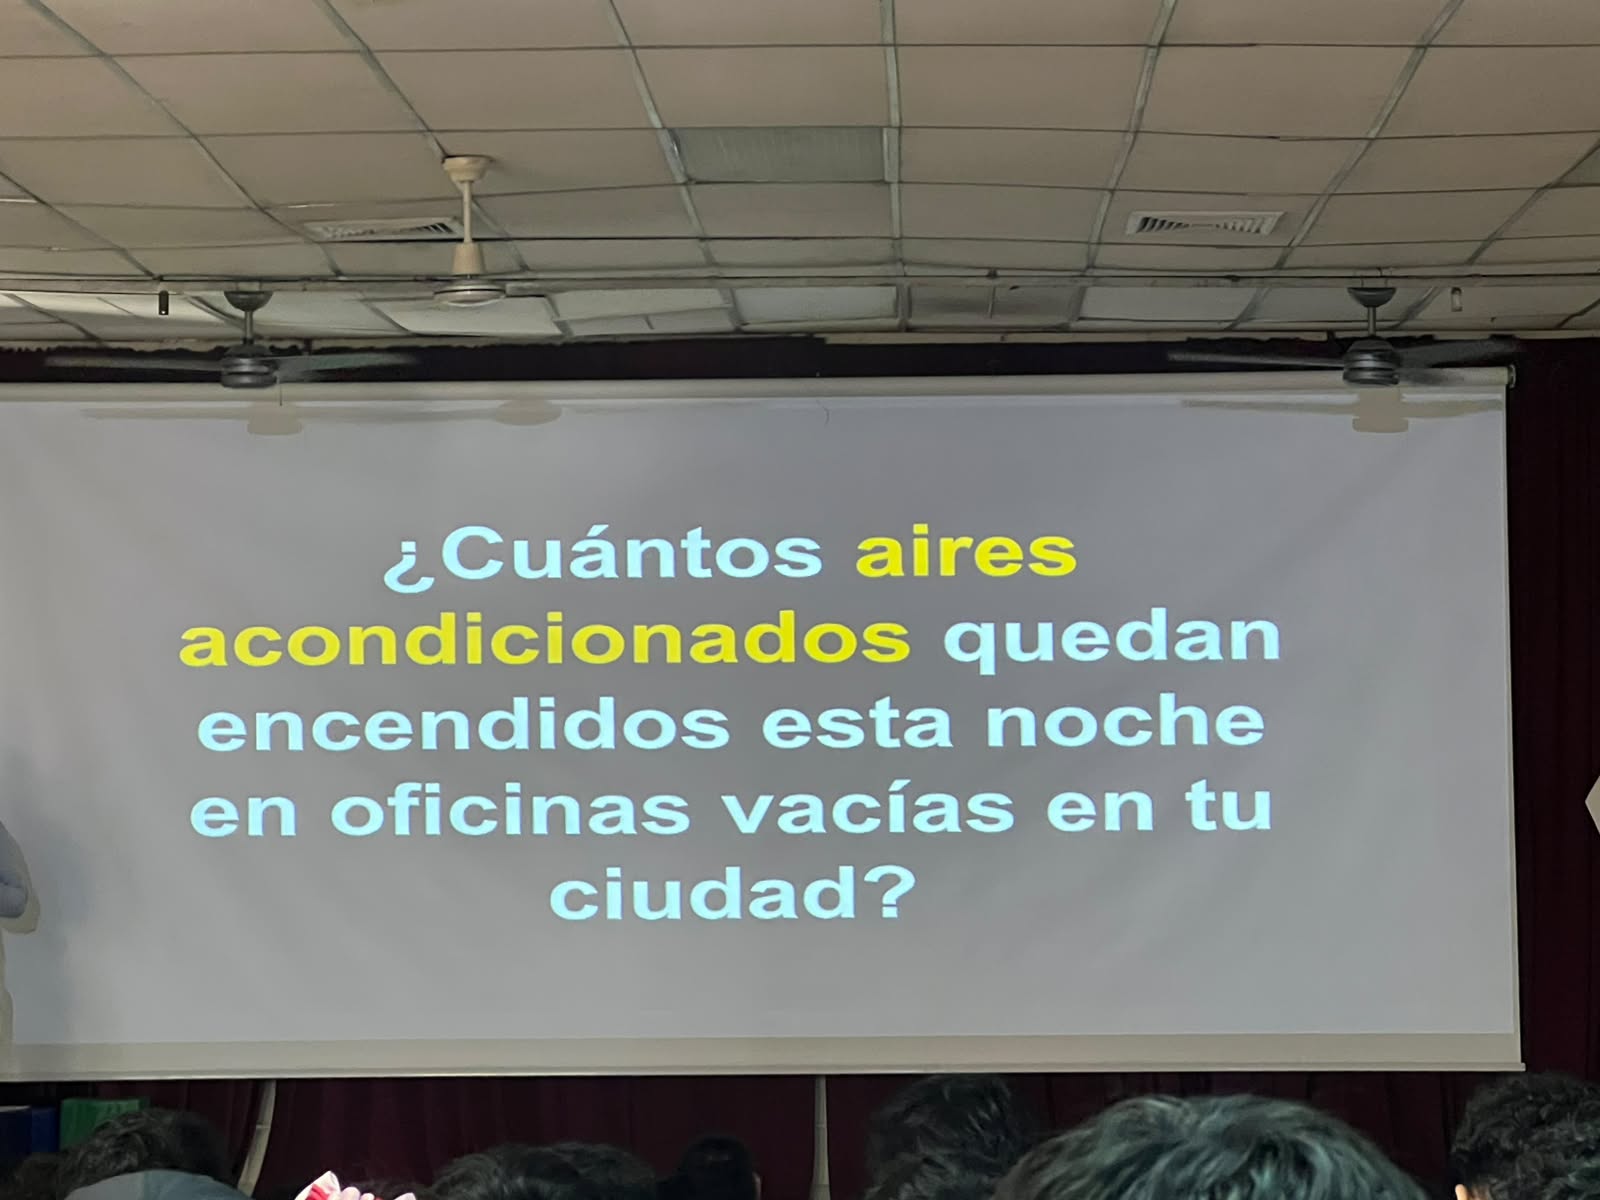 ¿Cuántos aires
acondicionados quedan
encendidos esta noche
en oficinas vacías en tu
ciudad?